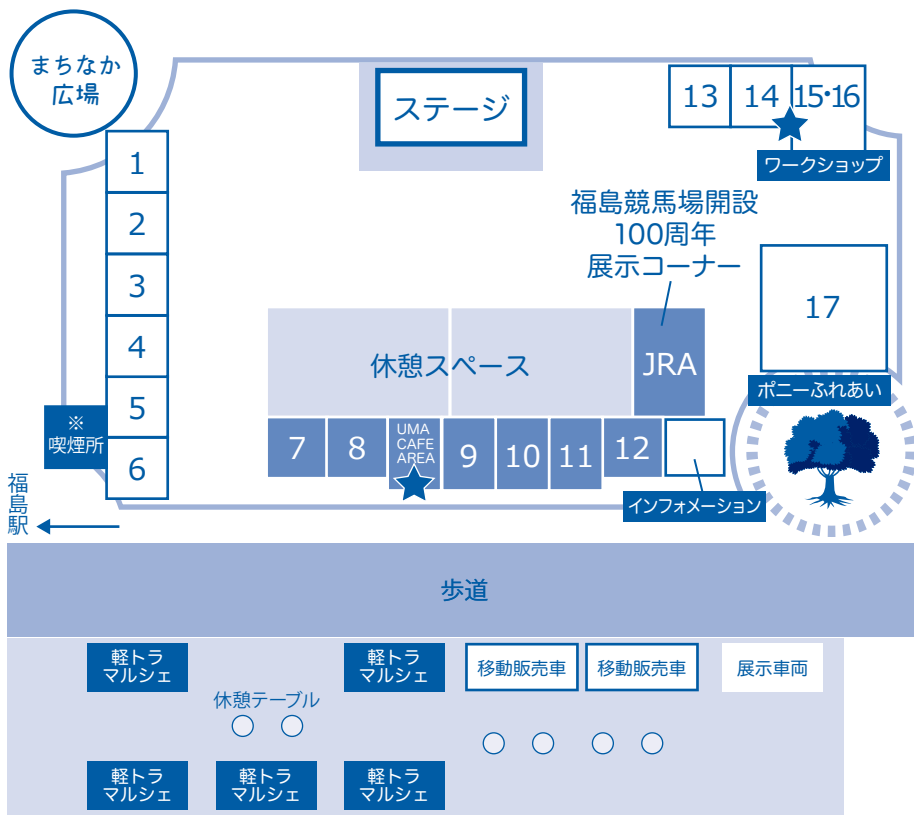 まちなか
広場
ステージ
13
14
15・16
ワークショップ
1
2
3
4
5
6
※
喫煙所
福島競馬場開設
100周年
展示コーナー
17
ポニーふれあい
休憩スペース
JRA
7
8
UMA
CAFE
AREA
9
10
11
12
インフォメーション
福島駅
歩道
軽トラ
マルシェ
軽トラ
マルシェ
移動販売車
移動販売車
展示車両
休憩テーブル
軽トラ
マルシェ
軽トラ
マルシェ
軽トラ
マルシェ